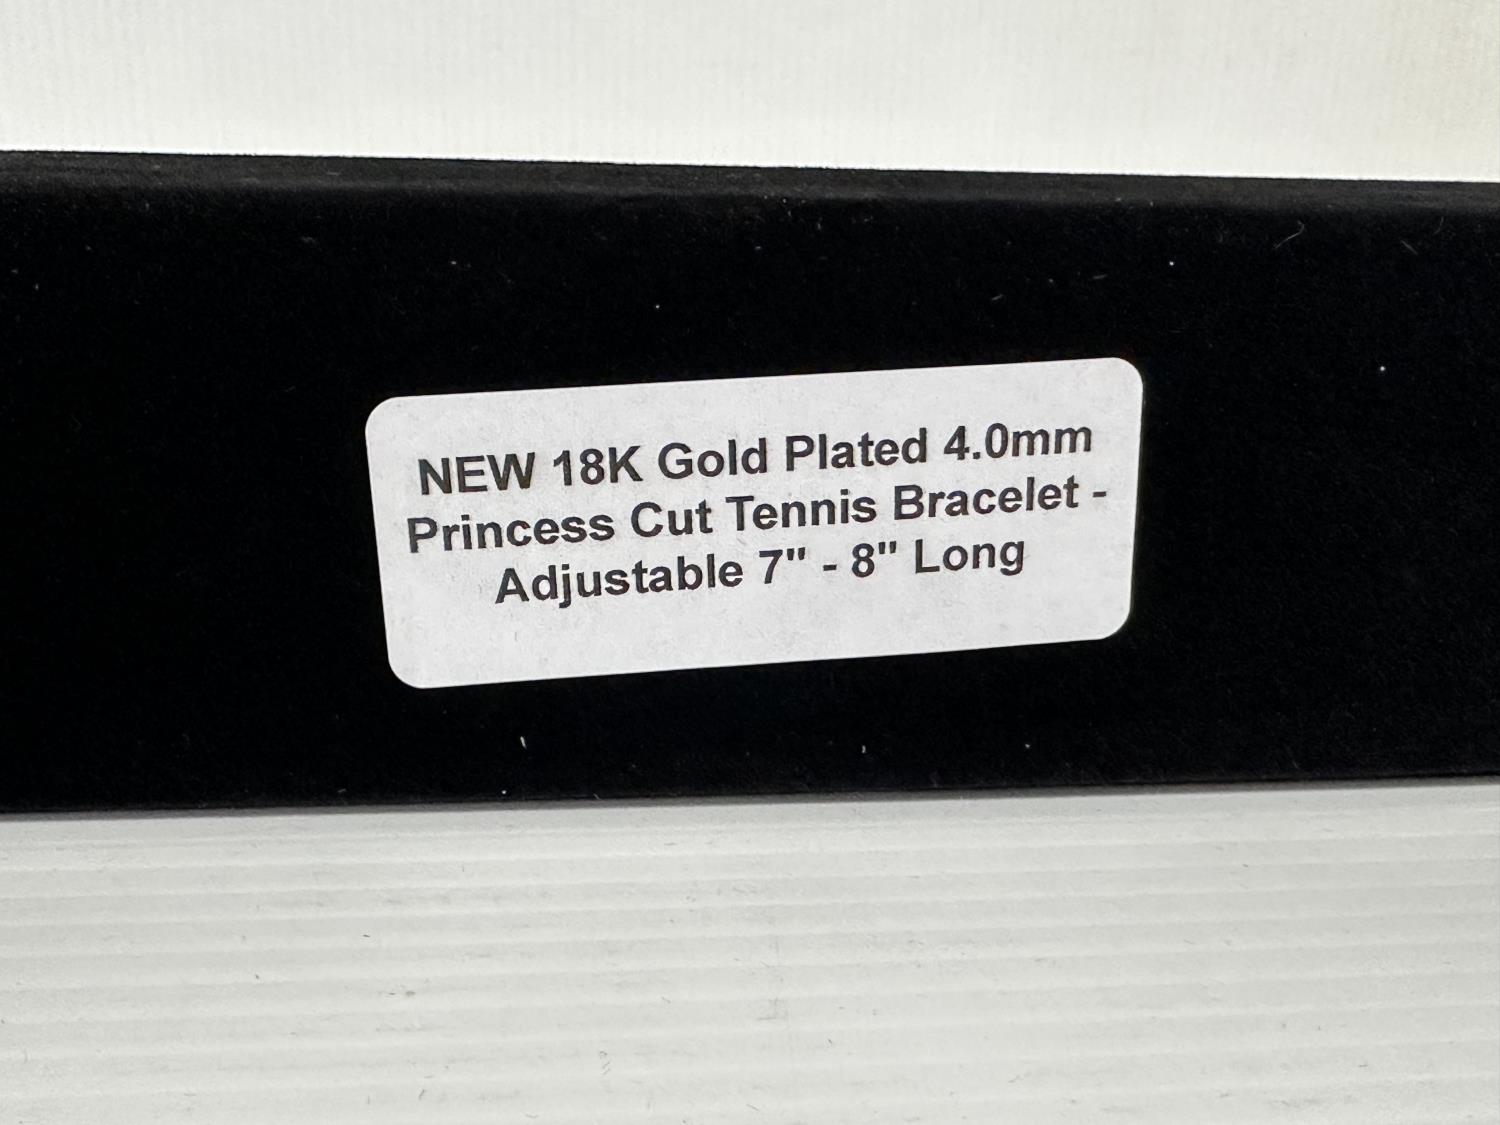 NEW 18K Gold Plated 4.0mm
Princess Cut Tennis Bracelet -
Adjustable 7" - 8" Long